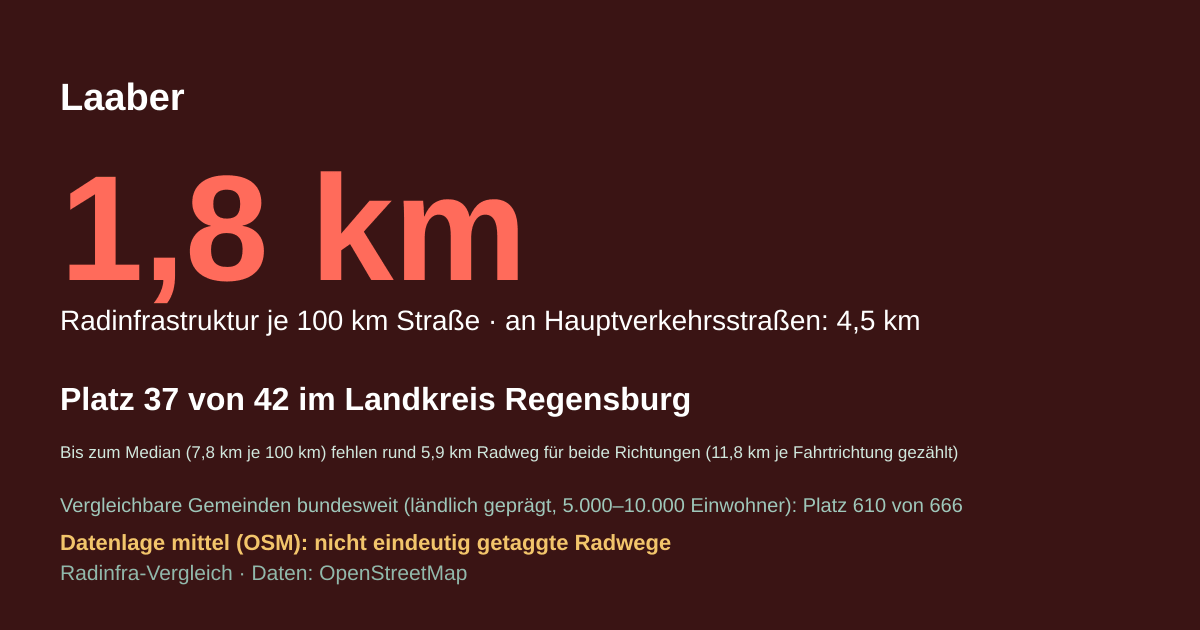 Laaber
1,8 km
Radinfrastruktur je 100 km Straße · an Hauptverkehrsstraßen: 4,5 km
Platz 37 von 42 im Landkreis Regensburg
Bis zum Median (7,8 km je 100 km) fehlen rund 5,9 km Radweg für beide Richtungen (11,8 km je Fahrtrichtung gezählt)
Vergleichbare Gemeinden bundesweit (ländlich geprägt, 5.000–10.000 Einwohner): Platz 610 von 666
Datenlage mittel (OSM): nicht eindeutig getaggte Radwege
Radinfra-Vergleich · Daten: OpenStreetMap